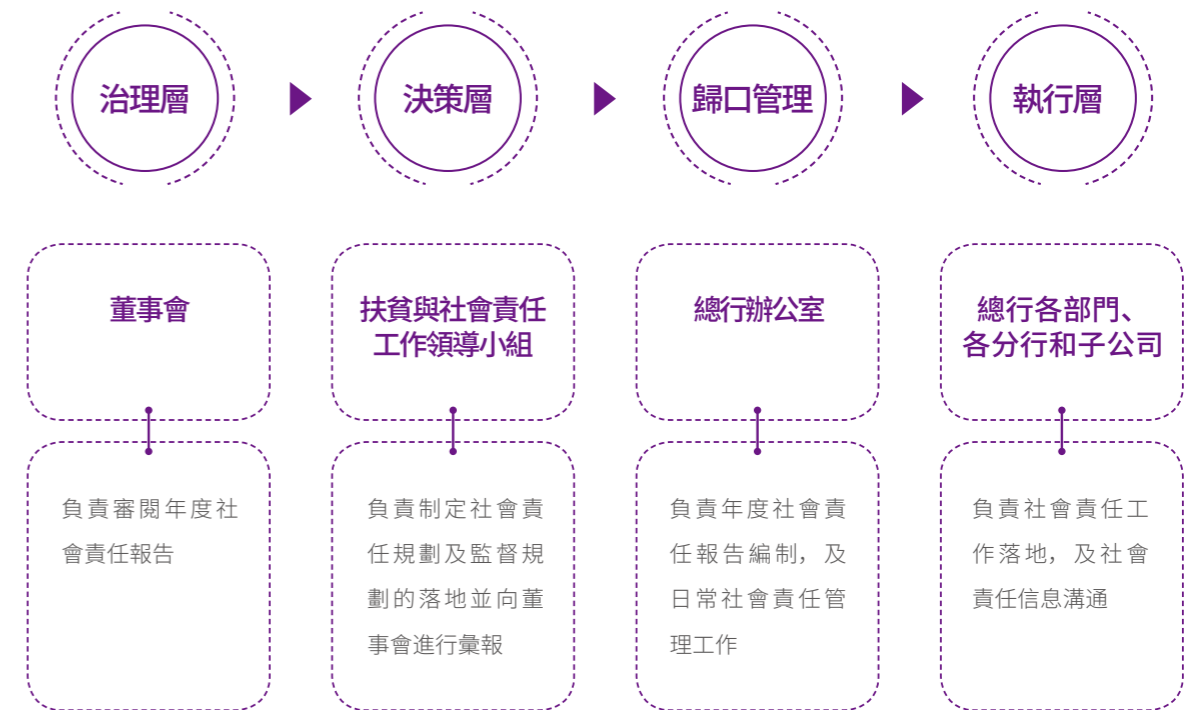 治理層
決策層
歸口管理
執行層
董事會
扶貧與社會責任
工作領導小組
總行辦公室
總行各部門、
各分行和子公司
負責審閱年度社
會責任報告
負責制定社會責
任規劃及監督規
劃的落地並向董
事會進行彙報
負責年度社會責
任報告編制，及
日常社會責任管
理工作
負責社會責任工
作落地，及社會
責任信息溝通